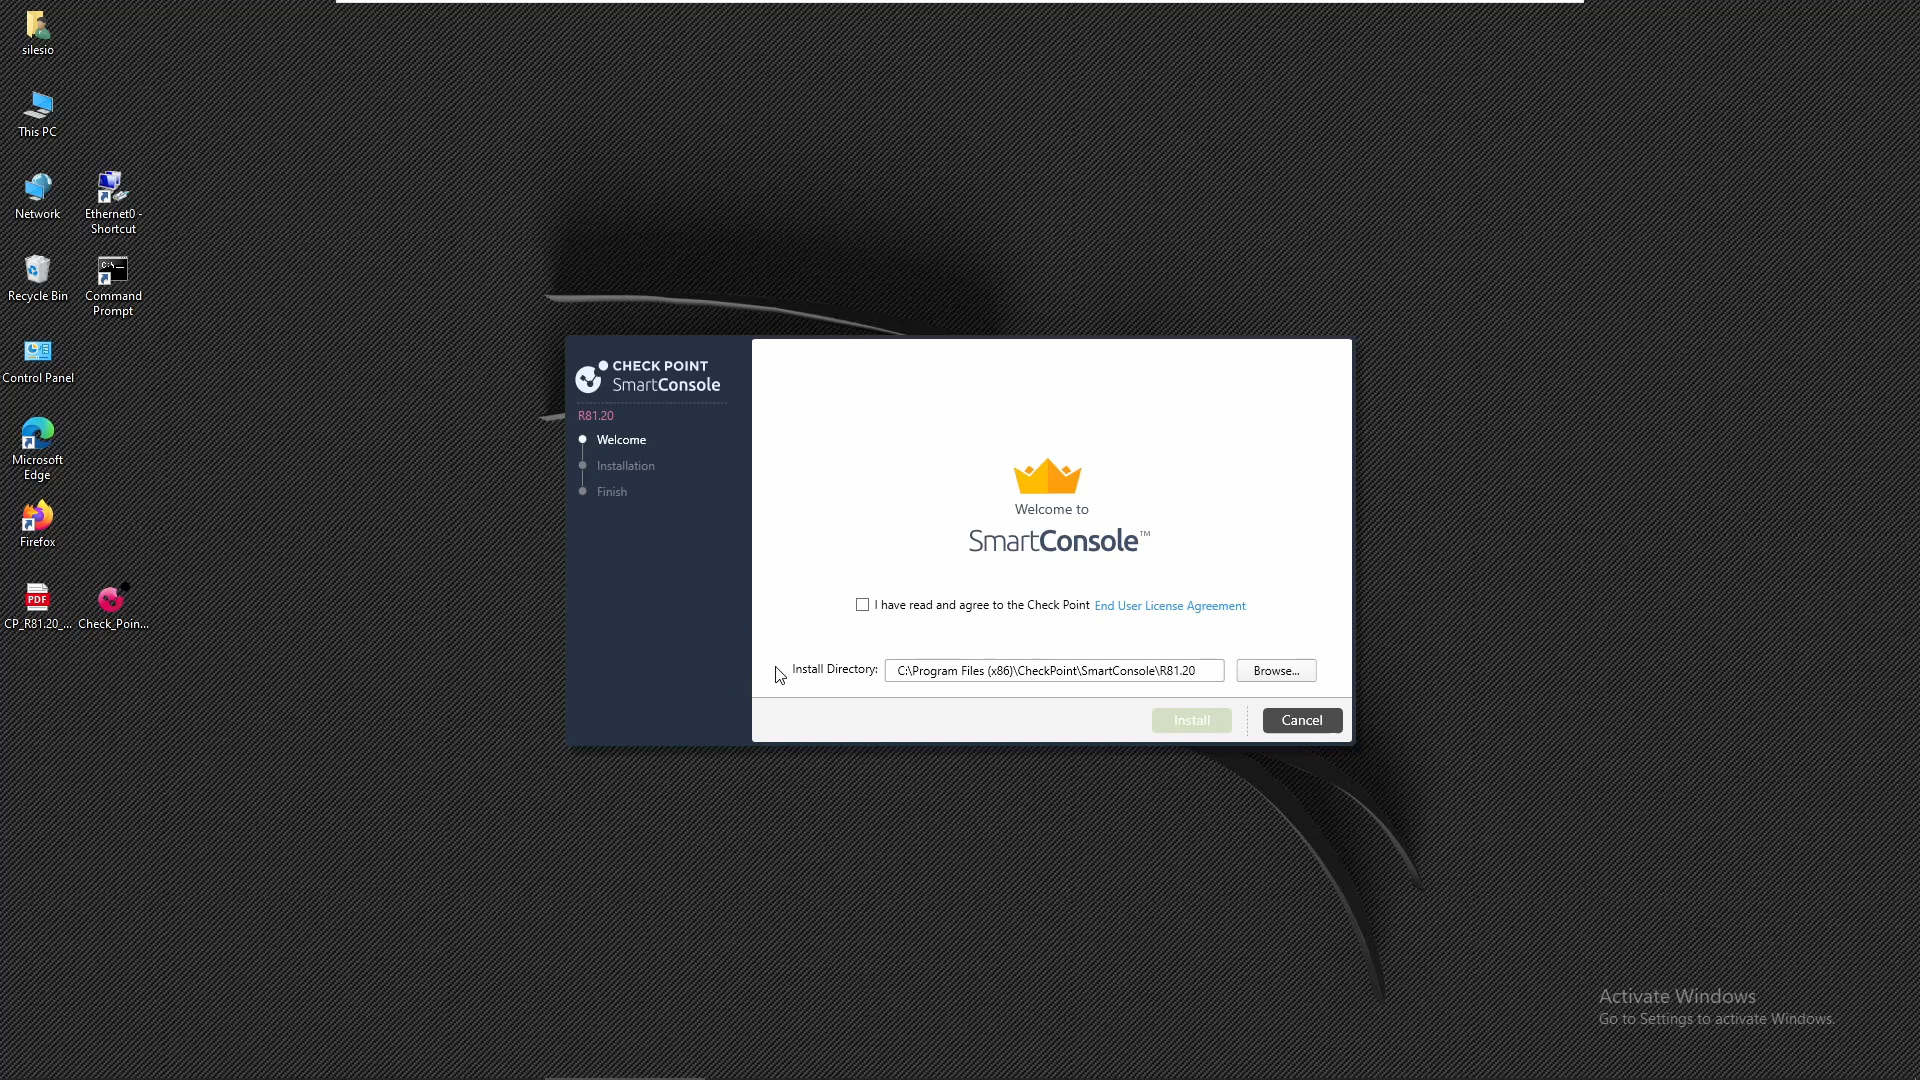 silesio
This PC
Network
Ethernet0 -
Shortcut
Recycle Bin
C:\
Command
Prompt
Control Panel
Microsoft
Edge
Firefox
PDF
CP_R81.20_...
Check_Poin...
CHECK POINT
SmartConsole
R81.20
Welcome
Installation
Finish
Welcome to
SmartConsole™
I have read and agree to the Check Point End User License Agreement
Install Directory: C:\Program Files (x86)\CheckPoint\SmartConsole\R81.20 Browse...
Install Cancel
Activate Windows
Go to Settings to activate Windows.